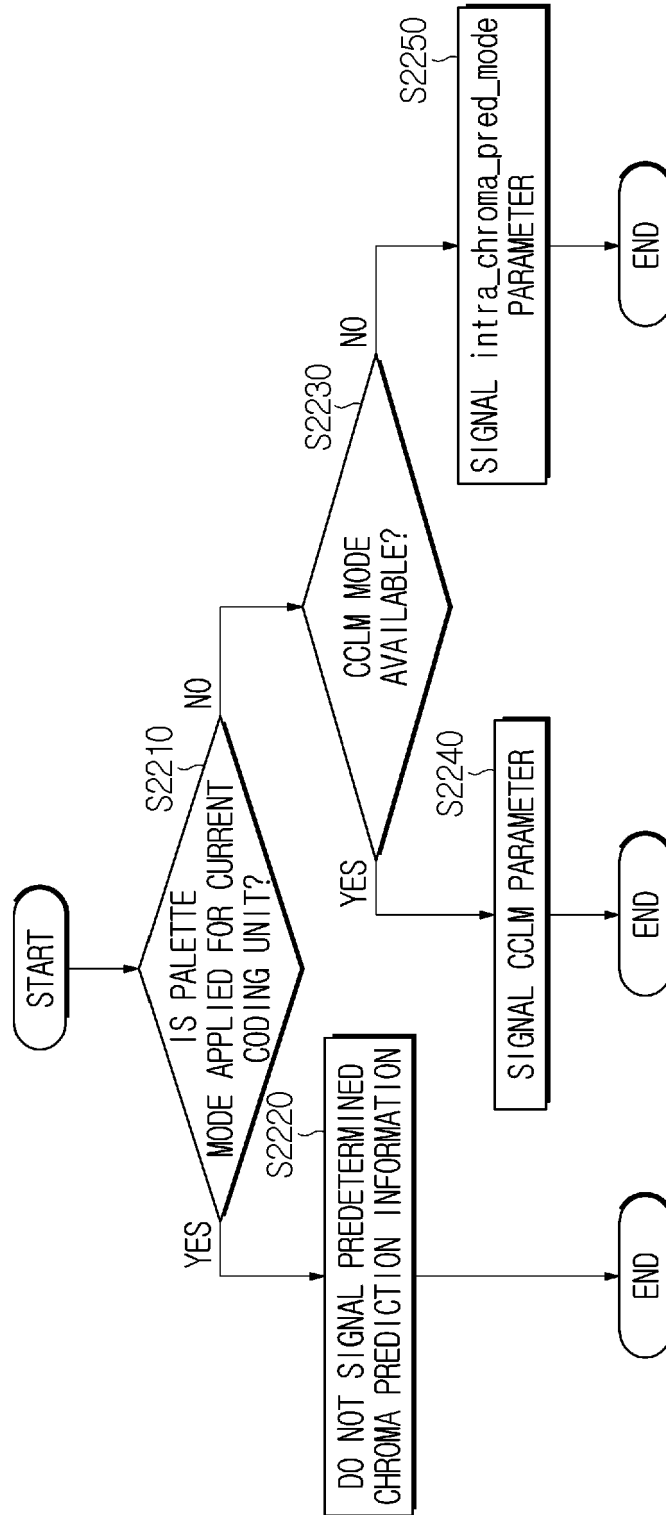 START
S2210
IS PALETTE
MODE APPLIED FOR CURRENT
CODING UNIT?
YES
NO
S2220
DO NOT SIGNAL PREDETERMINED
CHROMA PREDICTION INFORMATION
END
S2230
CCLM MODE
AVAILABLE?
YES
NO
S2240
SIGNAL CCLM PARAMETER
END
S2250
SIGNAL intra_chroma_pred_mode
PARAMETER
END